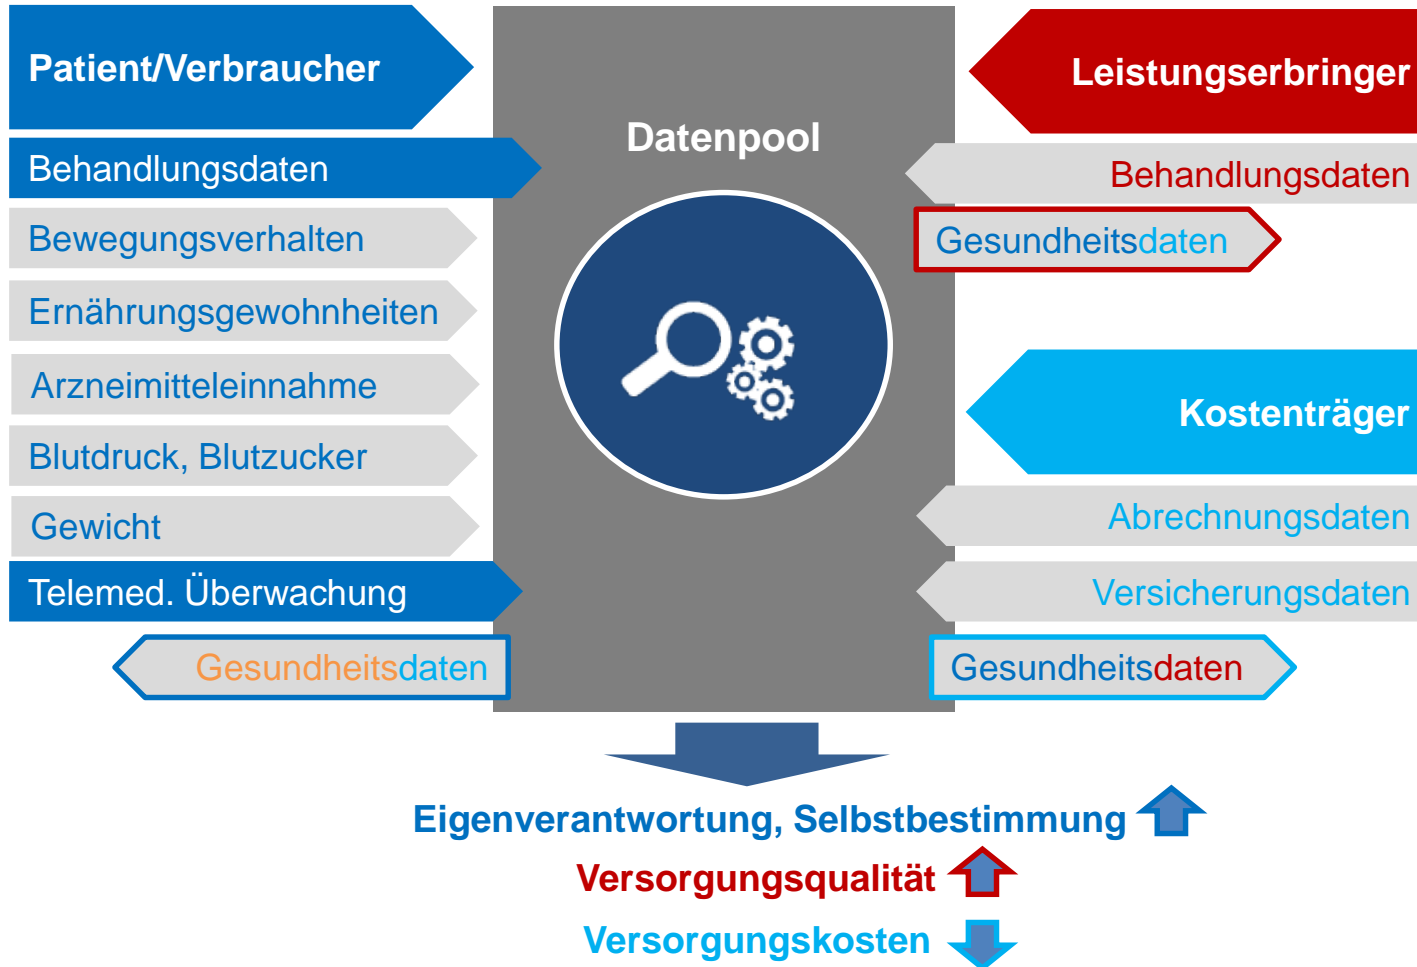 Patient/Verbraucher
Behandlungsdaten
Bewegungsverhalten
Ernährungsgewohnheiten
Arzneimitteleinnahme
Blutdruck, Blutzucker
Gewicht
Telemed. Überwachung
Gesundheitsdaten
Datenpool
Leistungserbringer
Behandlungsdaten
Gesundheitsdaten
Kostenträger
Abrechnungsdaten
Versicherungsdaten
Gesundheitsdaten
Eigenverantwortung, Selbstbestimmung
Versorgungsqualität
Versorgungskosten